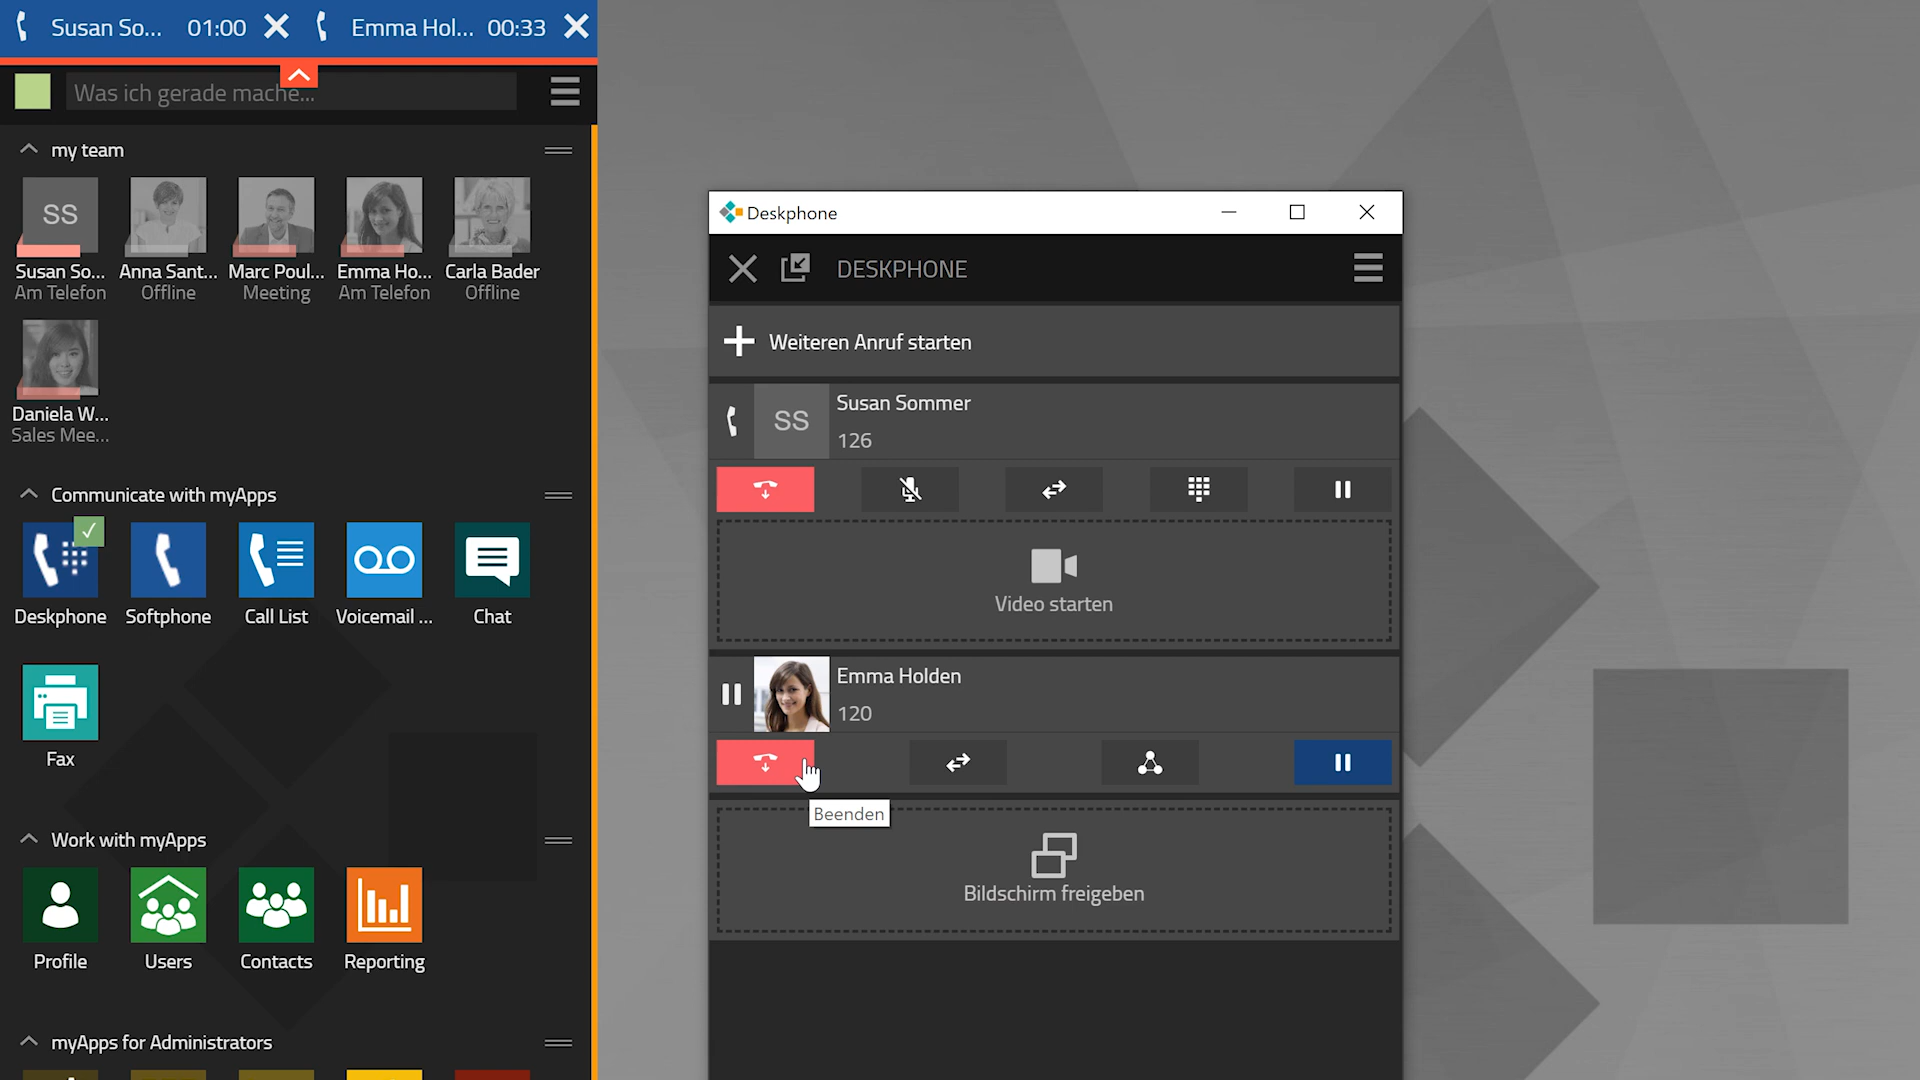 Susan So... 01:00 Emma Hol... 00:33
Was ich gerade mache...
my team
SS
Susan So... Anna Sant... Marc Poul... Emma Ho... Carla Bader
Am Telefon Offline Meeting Am Telefon Offline
Daniela W...
Sales Mee...
Communicate with myApps
Deskphone Softphone Call List Voicemail ... Chat
Fax
Work with myApps
Profile Users Contacts Reporting
myApps for Administrators
Deskphone
DESKPHONE
Weiteren Anruf starten
SS
Susan Sommer
126
Video starten
Emma Holden
120
Beenden
Bildschirm freigeben